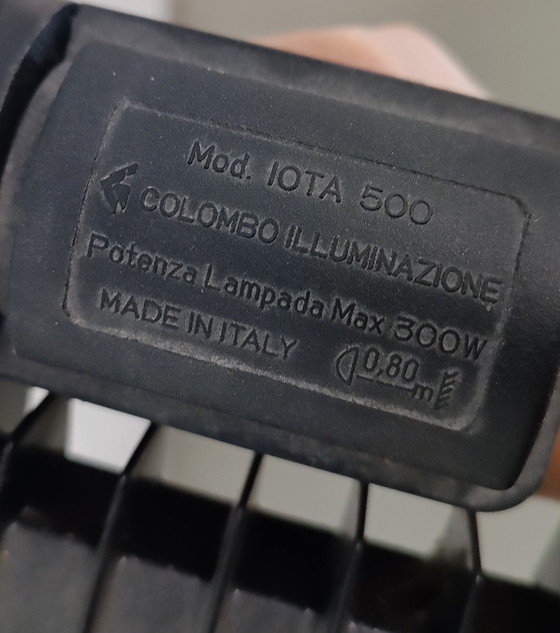 Mod. IOTA 500
COLOMBO ILLUMINAZIONE
Potenza Lampada Max 300W
MADE IN ITALY
0,80 m